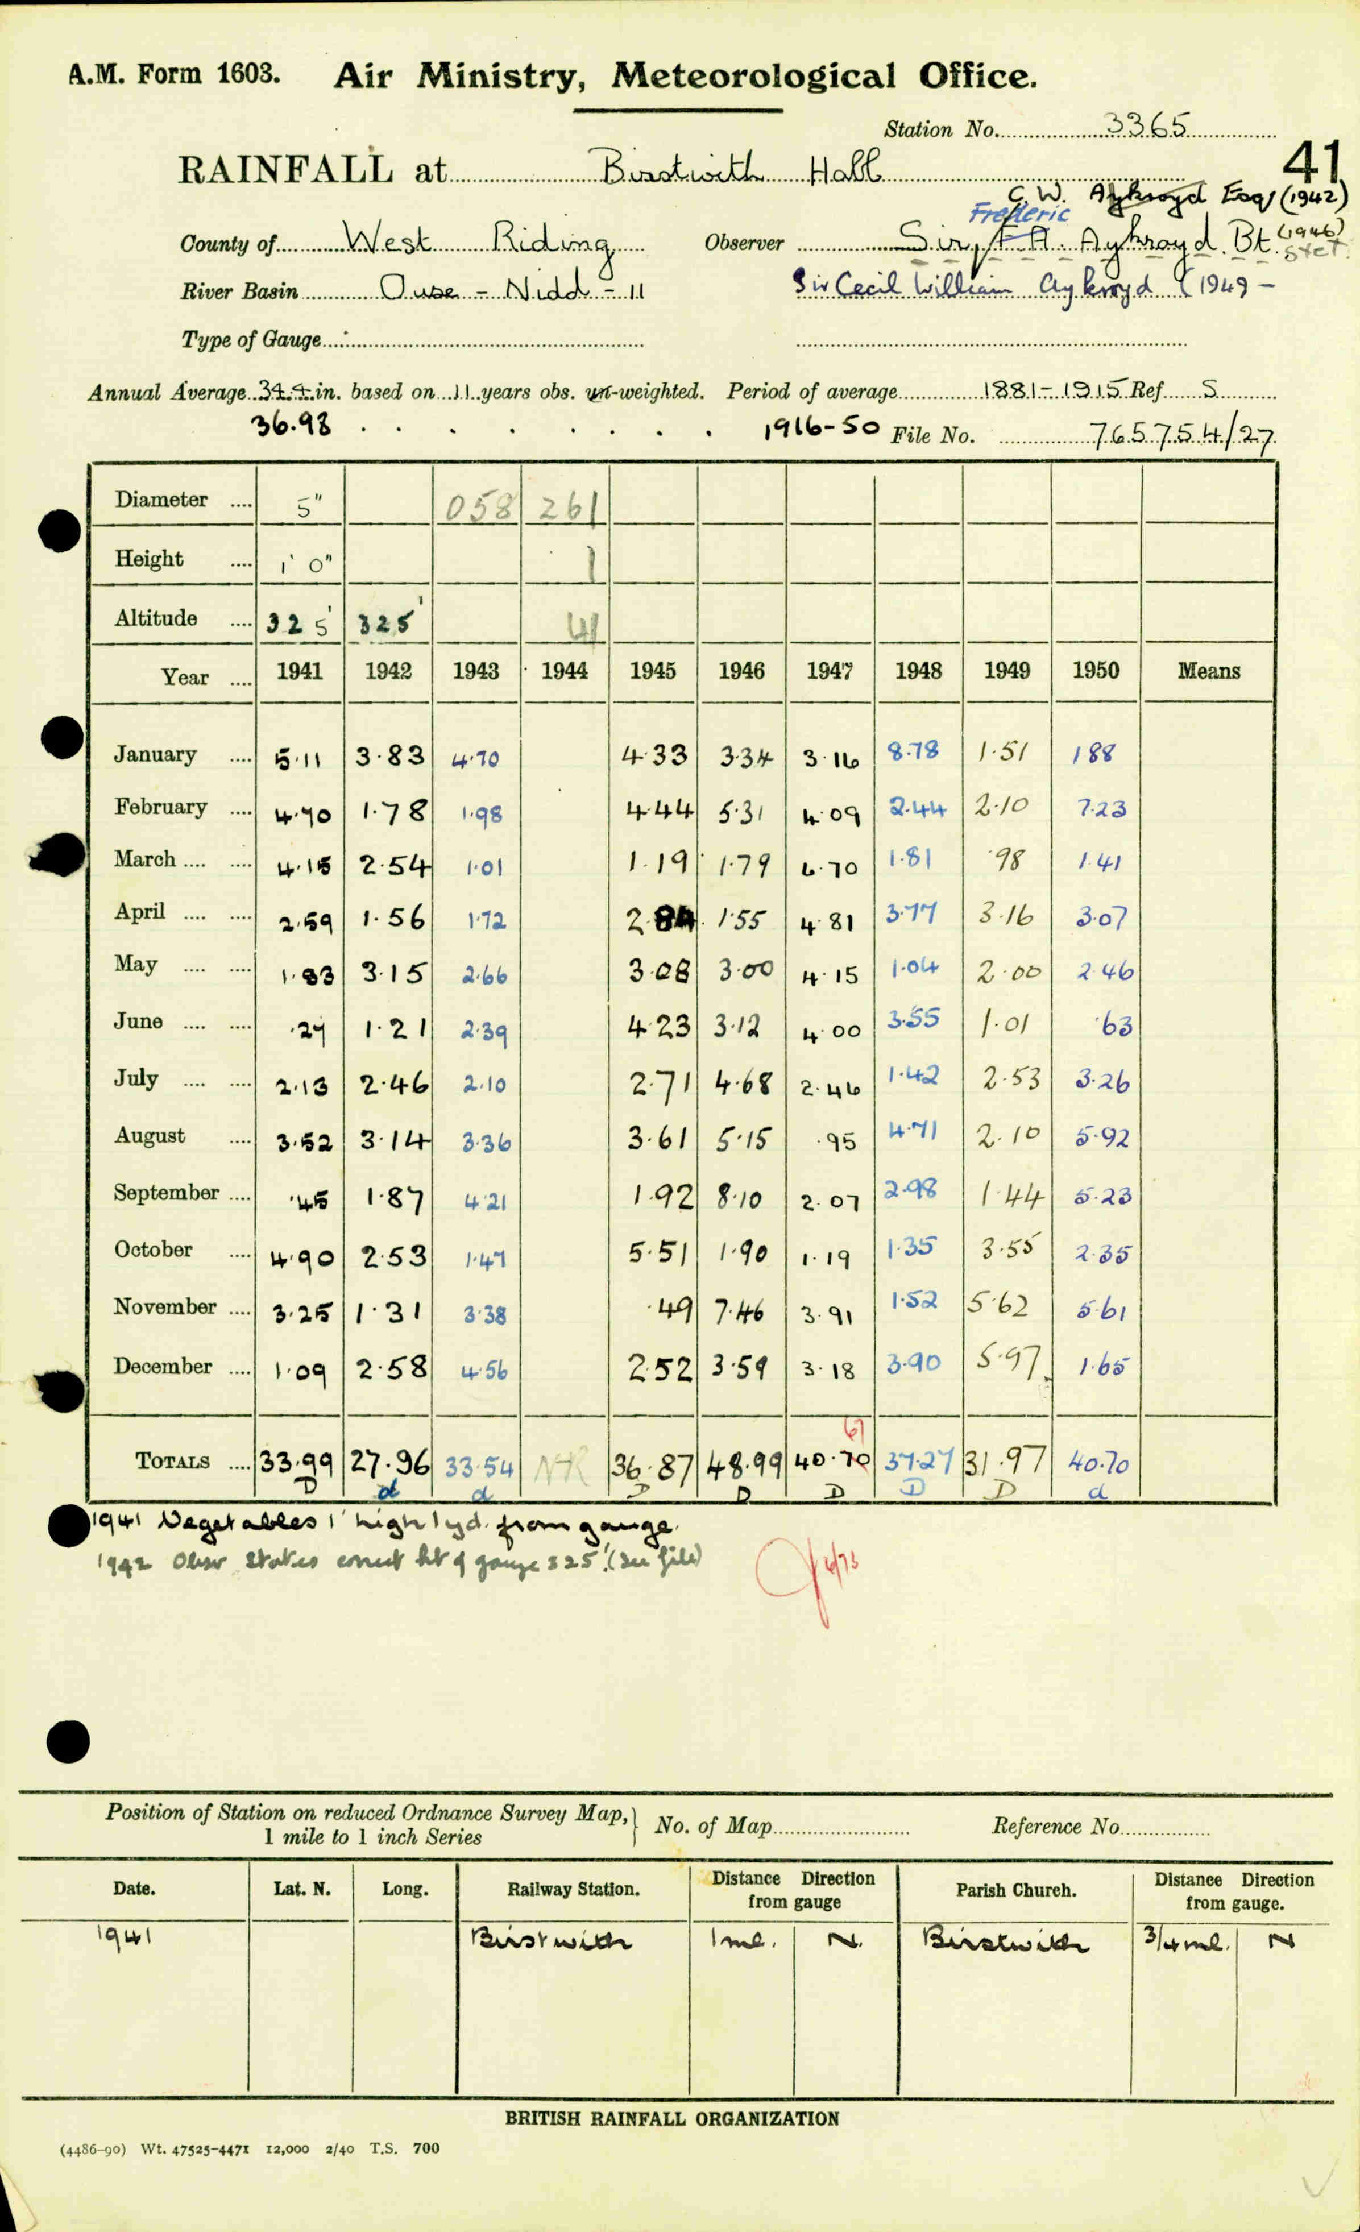 A.M. Form 1603. Air Ministry, Meteorological Office.
Station No. 3365
41
RAINFALL at Birstwith Hall
C.W. Aykroyd Esq (1942)
Frederic
County of West Riding Observer Sir F.A. Aykroyd Bt. (1946) stet.
River Basin Ouse - Nidd - 11 Sir Cecil William Aykroyd (1949 -
Type of Gauge
Annual Average 34.4 in. based on 11 years obs. un-weighted. Period of average 1881-1915 Ref S
36.98 . . . . . . . . 1916-50 File No. 765754/27
Diameter 5" 058 261
Height 1' 0" 1
Altitude 325' 325' 41
Year 1941 1942 1943 1944 1945 1946 1947 1948 1949 1950 Means
January 5.11 3.83 4.70 4.33 3.34 3.16 8.78 1.51 1.88
February 4.70 1.78 1.98 4.44 5.31 4.09 2.44 2.10 7.23
March 4.15 2.54 1.01 1.19 1.79 6.70 1.81 .98 1.41
April 2.59 1.56 1.72 2.84 1.55 4.81 3.77 3.16 3.07
May 1.83 3.15 2.66 3.08 3.00 4.15 1.04 2.00 2.46
June .27 1.21 2.39 4.23 3.12 4.00 3.55 1.01 .63
July 2.13 2.46 2.10 2.71 4.68 2.46 1.42 2.53 3.26
August 3.52 3.14 3.36 3.61 5.15 .95 4.71 2.10 5.92
September .45 1.87 4.21 1.92 8.10 2.07 2.98 1.44 5.23
October 4.90 2.53 1.47 5.51 1.90 1.19 1.35 3.55 2.35
November 3.25 1.31 3.38 .49 7.46 3.91 1.52 5.62 5.61
December 1.09 2.58 4.56 2.52 3.59 3.18 3.90 5.97 1.65
67
TOTALS 33.99 27.96 33.54 NR 36.87 48.99 40.70 37.27 31.97 40.70
D d d D D D D D d
1941 Vegetables 1' high 1 yd. from gauge.
1942 Obsr. States correct ht of gauge 325'. (See file)
6/73
Position of Station on reduced Ordnance Survey Map, 1 mile to 1 inch Series No. of Map Reference No.
Date. Lat. N. Long. Railway Station. Distance Direction from gauge Parish Church. Distance Direction from gauge.
1941 Birstwith 1 ml. N. Birstwith 3/4 ml. N
BRITISH RAINFALL ORGANIZATION
(4486-90) Wt. 47525-4471 12,000 2/40 T.S. 700